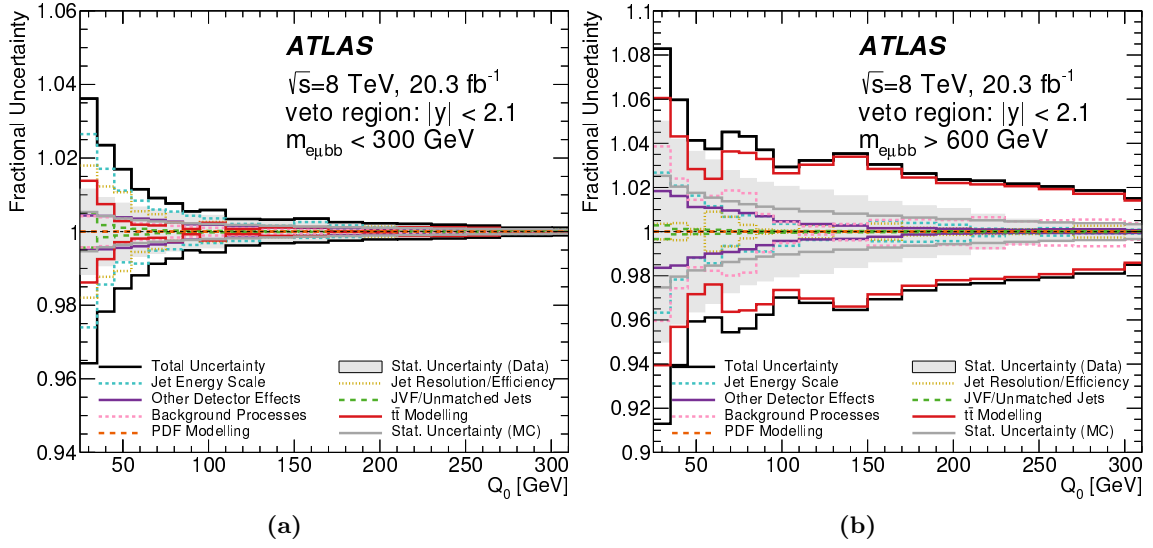 1.06
1.04
1.02
1
0.98
0.96
0.94
Fractional Uncertainty
ATLAS
√s=8 TeV, 20.3 fb⁻¹
veto region: |y| < 2.1
m_eμbb < 300 GeV
Total Uncertainty
Jet Energy Scale
Other Detector Effects
Background Processes
PDF Modelling
Stat. Uncertainty (Data)
Jet Resolution/Efficiency
JVF/Unmatched Jets
tt̄ Modelling
Stat. Uncertainty (MC)
50 100 150 200 250 300
Q₀ [GeV]
(a)
1.1
1.08
1.06
1.04
1.02
1
0.98
0.96
0.94
0.92
0.9
Fractional Uncertainty
ATLAS
√s=8 TeV, 20.3 fb⁻¹
veto region: |y| < 2.1
m_eμbb > 600 GeV
Total Uncertainty
Jet Energy Scale
Other Detector Effects
Background Processes
PDF Modelling
Stat. Uncertainty (Data)
Jet Resolution/Efficiency
JVF/Unmatched Jets
tt̄ Modelling
Stat. Uncertainty (MC)
50 100 150 200 250 300
Q₀ [GeV]
(b)